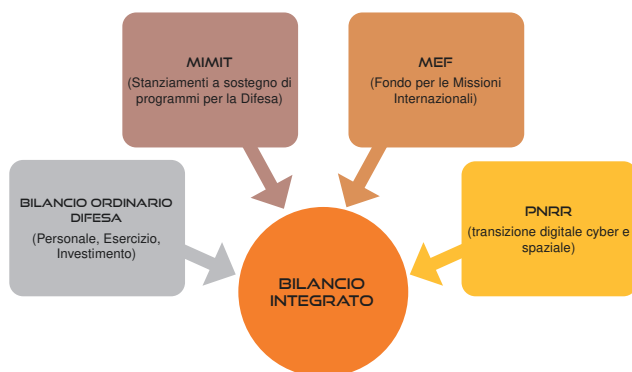 MIMIT
(Stanziamenti a sostegno di
programmi per la Difesa)
MEF
(Fondo per le Missioni
Internazionali)
BILANCIO ORDINARIO
DIFESA
(Personale, Esercizio,
Investimento)
PNRR
(transizione digitale cyber e
spaziale)
BILANCIO
INTEGRATO